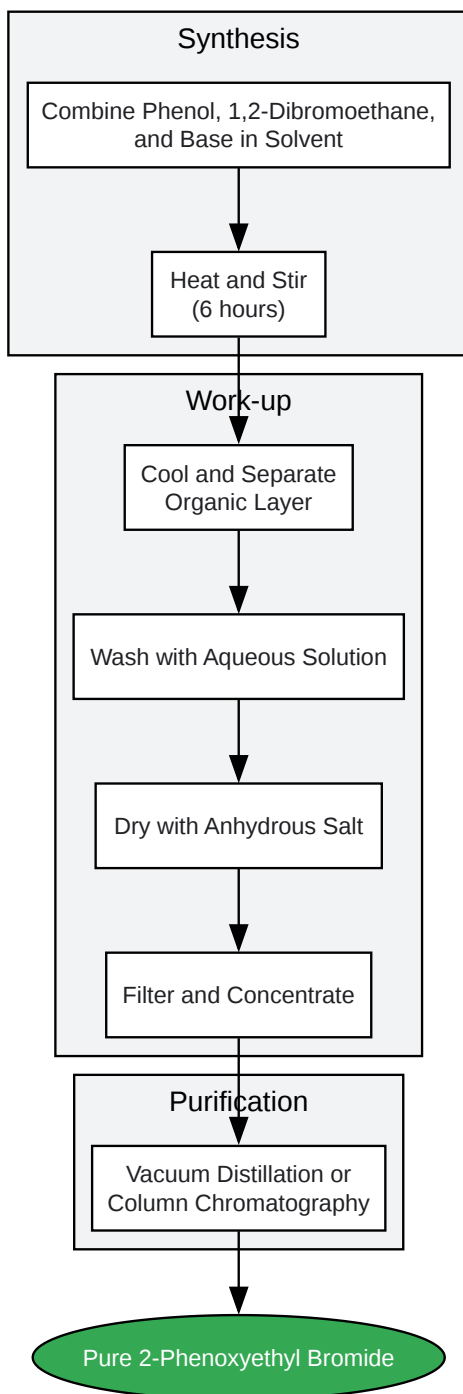 Synthesis
Combine Phenol, 1,2-Dibromoethane,
and Base in Solvent
Heat and Stir
(6 hours)
Work-up
Cool and Separate
Organic Layer
Wash with Aqueous Solution
Dry with Anhydrous Salt
Filter and Concentrate
Purification
Vacuum Distillation or
Column Chromatography
Pure 2-Phenoxyethyl Bromide